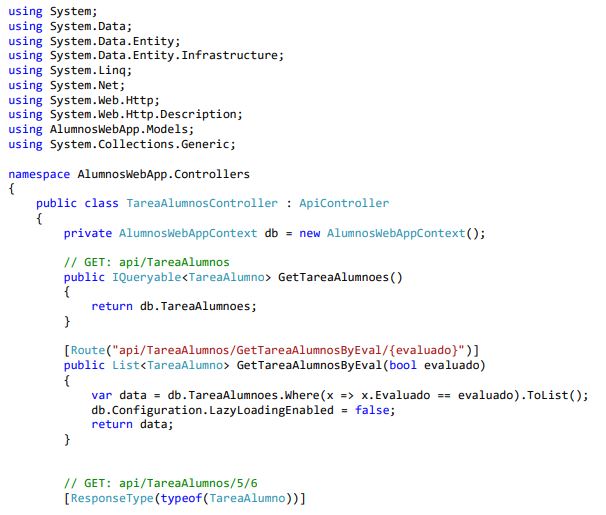 using System;
using System.Data;
using System.Data.Entity;
using System.Data.Entity.Infrastructure;
using System.Linq;
using System.Net;
using System.Web.Http;
using System.Web.Http.Description;
using AlumnosWebApp.Models;
using System.Collections.Generic;

namespace AlumnosWebApp.Controllers
{
    public class TareaAlumnosController : ApiController
    {
        private AlumnosWebAppContext db = new AlumnosWebAppContext();

        // GET: api/TareaAlumnos
        public IQueryable<TareaAlumno> GetTareaAlumnoes()
        {
            return db.TareaAlumnoes;
        }

        [Route("api/TareaAlumnos/GetTareaAlumnosByEval/{evaluado}")]
        public List<TareaAlumno> GetTareaAlumnosByEval(bool evaluado)
        {
            var data = db.TareaAlumnoes.Where(x => x.Evaluado == evaluado).ToList();
            db.Configuration.LazyLoadingEnabled = false;
            return data;
        }


        // GET: api/TareaAlumnos/5/6
        [ResponseType(typeof(TareaAlumno))]